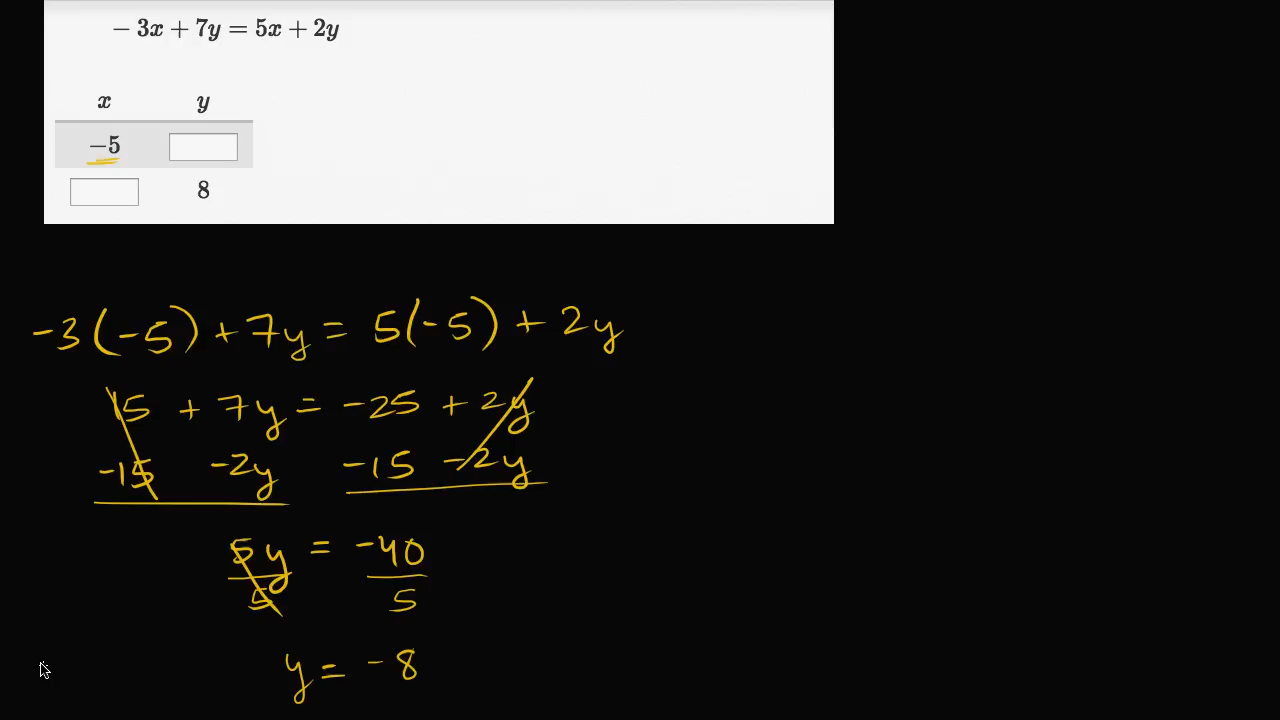 − 3x + 7y = 5x + 2y
x y
−5
8
-3(-5) + 7y = 5(-5) + 2y
15 + 7y = -25 + 2y
-15 -2y -15 -2y
5y = -40
5 5
y = -8